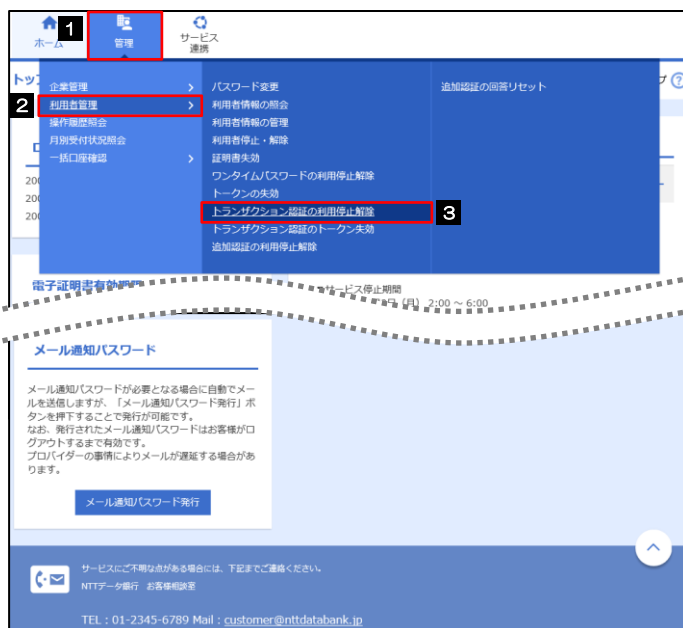 1
ホーム
管理
サービス
連携
2
企業管理
利用者管理
操作履歴照会
月別受付状況照会
一括口座確認
パスワード変更
利用者情報の照会
利用者情報の管理
利用者停止・解除
証明書失効
ワンタイムパスワードの利用停止解除
トークンの失効
トランザクション認証の利用停止解除
3
トランザクション認証のトークン失効
追加認証の利用停止解除
追加認証の回答リセット
200
200
200
電子証明書有効期間
サービス停止期間
(月) 2:00 ~ 6:00
メール通知パスワード
メール通知パスワードが必要となる場合に自動でメー
ルを送信しますが、「メール通知パスワード発行」ボ
タンを押下することで発行が可能です。
なお、発行されたメール通知パスワードはお客様がロ
グアウトするまで有効です。
プロバイダーの事情によりメールが遅延する場合があ
ります。
メール通知パスワード発行
サービスにご不明な点がある場合には、下記までご連絡ください。
NTTデータ銀行 お客様相談室
TEL : 01-2345-6789 Mail : customer@nttdatabank.jp